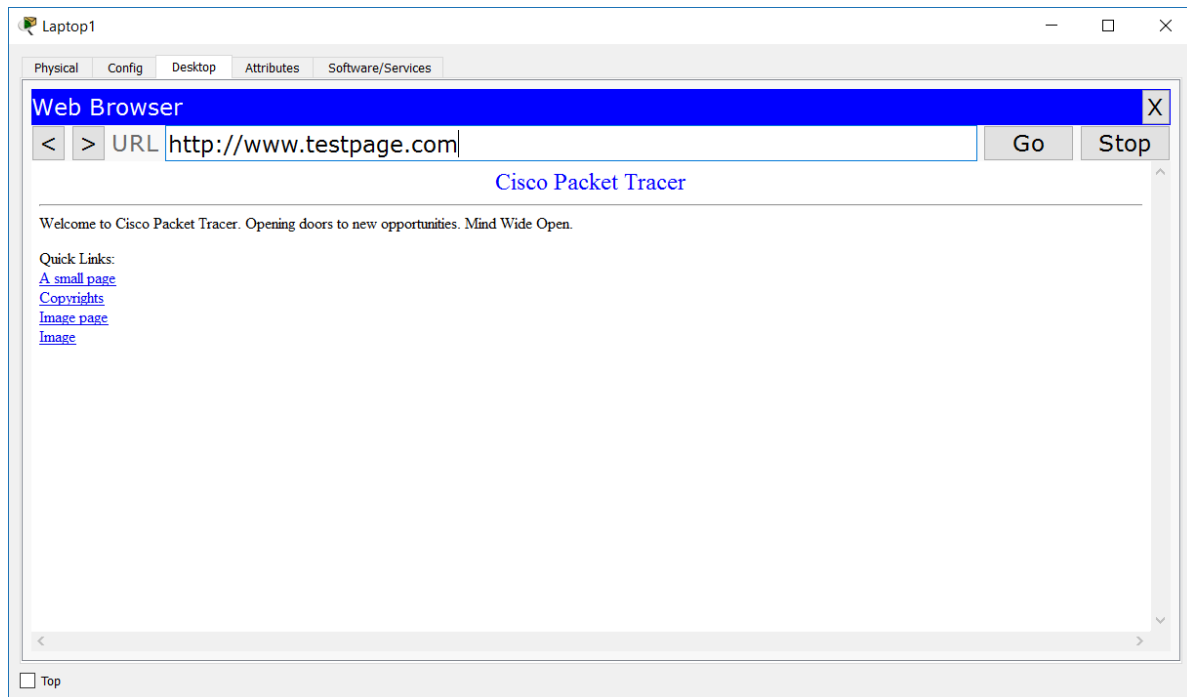 Laptop1
Physical Config Desktop Attributes Software/Services
Web Browser X
< > URL http://www.testpage.com Go Stop
Cisco Packet Tracer
Welcome to Cisco Packet Tracer. Opening doors to new opportunities. Mind Wide Open.
Quick Links:
A small page
Copyrights
Image page
Image
Top